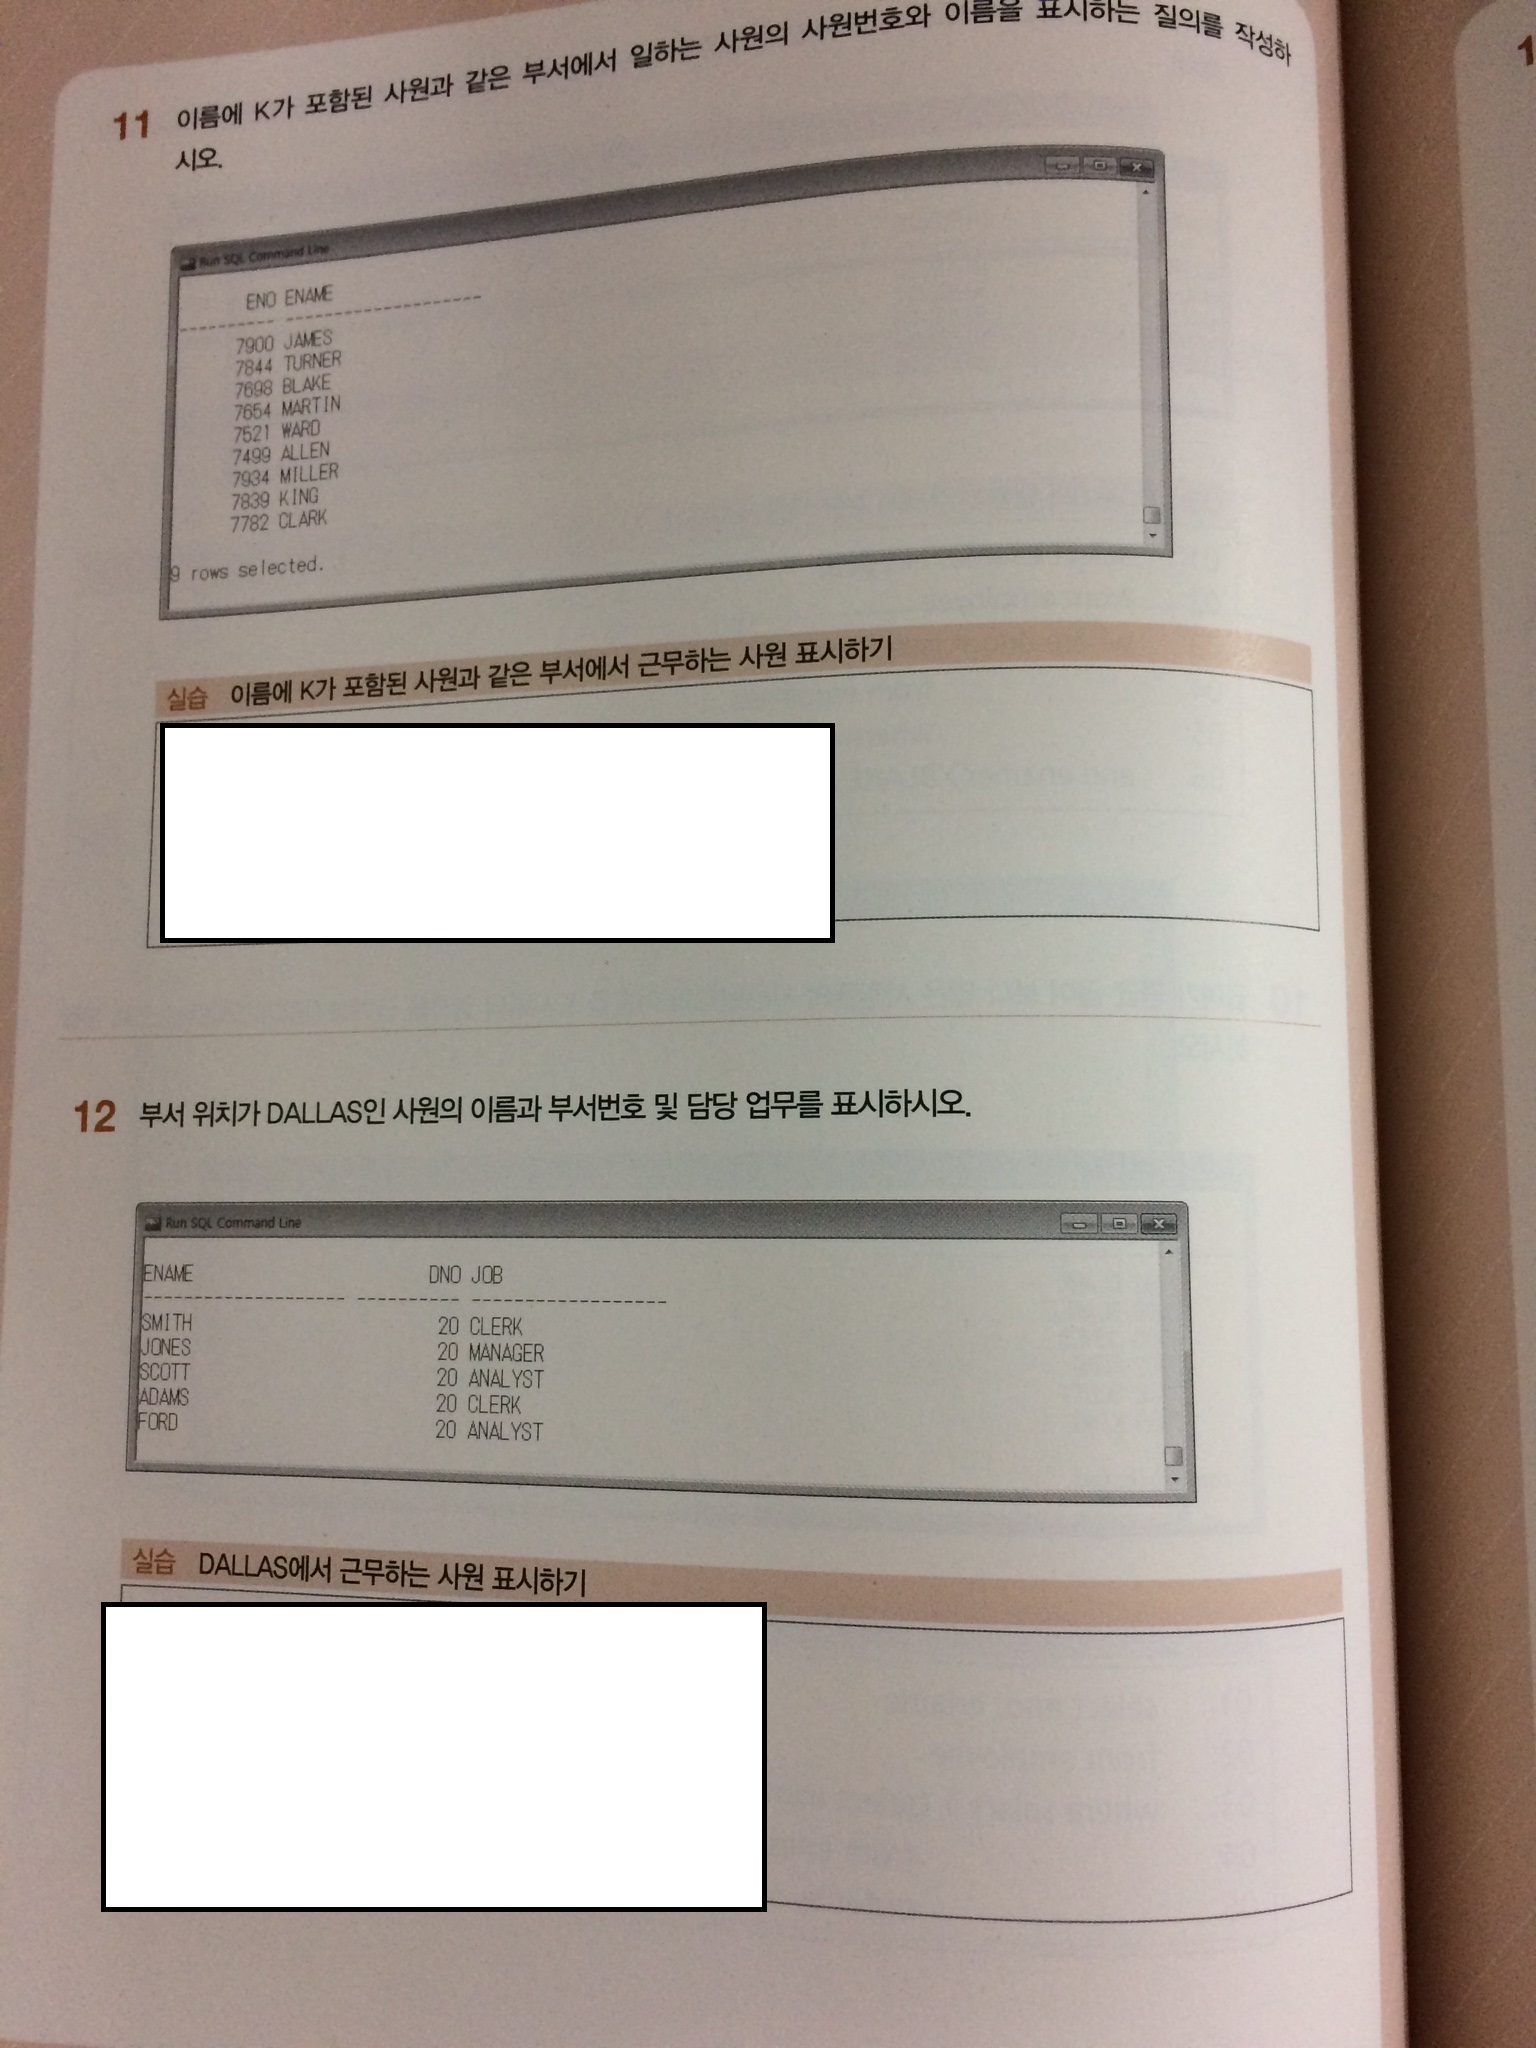 11 이름에 K가 포함된 사원과 같은 부서에서 일하는 사원의 사원번호와 이름을 표시하는 질의를 작성하
시오.
Run SQL Command Line
ENO ENAME
---------- --------------------
7900 JAMES
7844 TURNER
7698 BLAKE
7654 MARTIN
7521 WARD
7499 ALLEN
7934 MILLER
7839 KING
7782 CLARK
9 rows selected.
실습 이름에 K가 포함된 사원과 같은 부서에서 근무하는 사원 표시하기
12 부서 위치가 DALLAS인 사원의 이름과 부서번호 및 담당 업무를 표시하시오.
Run SQL Command Line
ENAME DNO JOB
-------------------- ---------- ------------------
SMITH 20 CLERK
JONES 20 MANAGER
SCOTT 20 ANALYST
ADAMS 20 CLERK
FORD 20 ANALYST
실습 DALLAS에서 근무하는 사원 표시하기